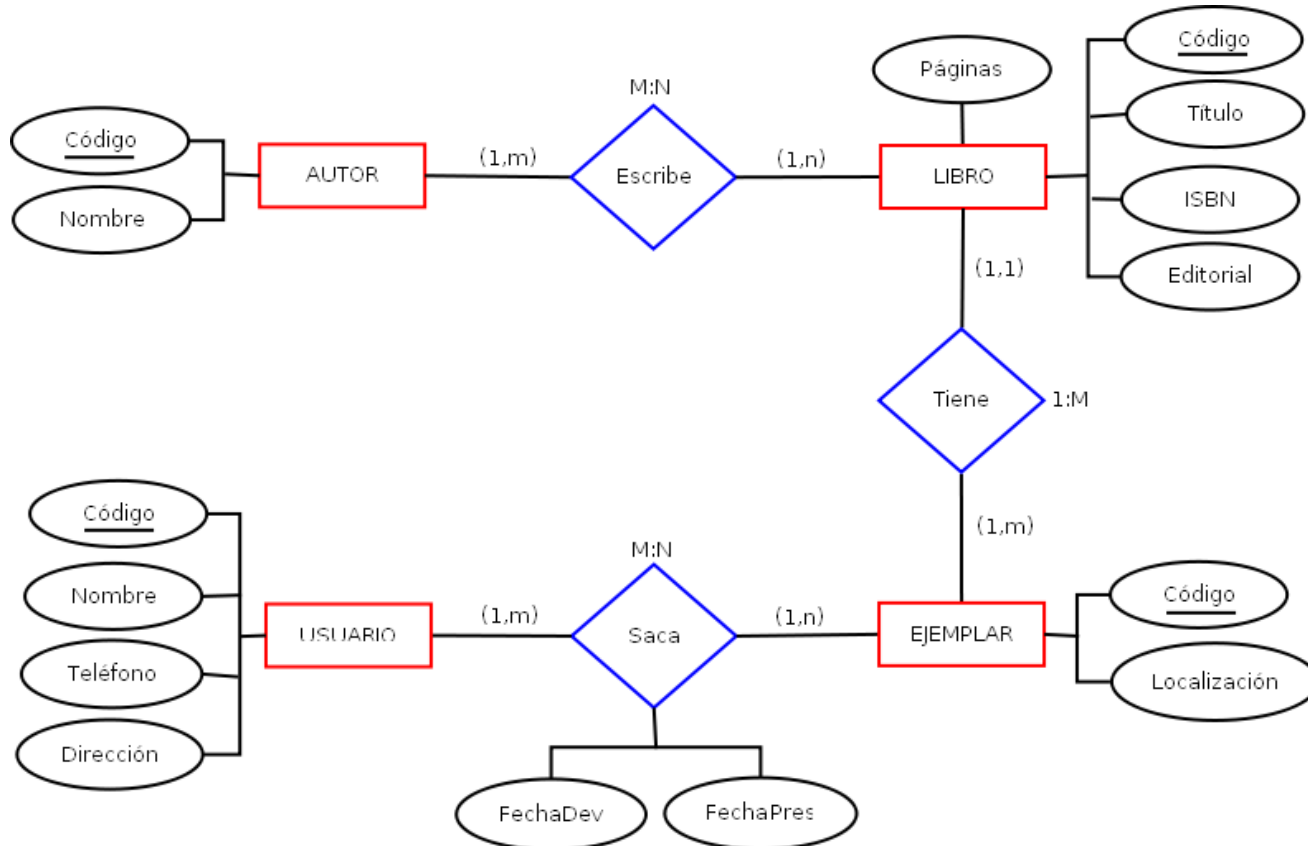 Código
Páginas
M:N
Título
Código
(1,m)
(1,n)
AUTOR
Escribe
LIBRO
ISBN
Nombre
(1,1)
Editorial
Tiene
1:M
Código
(1,m)
M:N
Nombre
Código
(1,m)
(1,n)
USUARIO
Saca
EJEMPLAR
Teléfono
Localización
Dirección
FechaDev
FechaPres